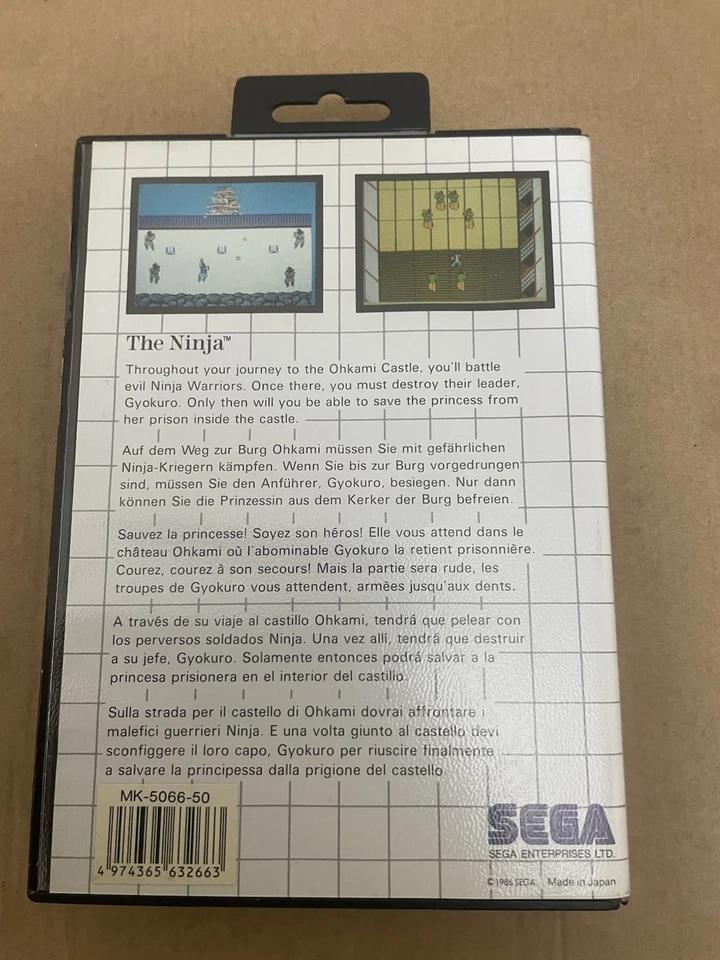 The Ninja™
Throughout your journey to the Ohkami Castle, you'll battle
evil Ninja Warriors. Once there, you must destroy their leader,
Gyokuro. Only then will you be able to save the princess from
her prison inside the castle.
Auf dem Weg zur Burg Ohkami müssen Sie mit gefährlichen
Ninja-Kriegern kämpfen. Wenn Sie bis zur Burg vorgedrungen
sind, müssen Sie den Anführer, Gyokuro, besiegen. Nur dann
können Sie die Prinzessin aus dem Kerker der Burg befreien.
Sauvez la princesse! Soyez son héros! Elle vous attend dans le
château Ohkami où l'abominable Gyokuro la retient prisonnière.
Courez, courez à son secours! Mais la partie sera rude, les
troupes de Gyokuro vous attendent, armèes jusqu'aux dents.
A través de su viaje al castillo Ohkami, tendrá que pelear con
los perversos soldados Ninja. Una vez allí, tendrá que destruir
a su jefe, Gyokuro. Solamente entonces podrá salvar a la
princesa prisionera en el interior del castillo.
Sulla strada per il castello di Ohkami dovrai affrontare i
malefici guerrieri Ninja. E una volta giunto al castello devi
sconfiggere il loro capo, Gyokuro per riuscire finalmente
a salvare la principessa dalla prigione del castello.
MK-5066-50
4 974365 632663
SEGA
SEGA ENTERPRISES LTD.
© 1986 SEGA Made in Japan